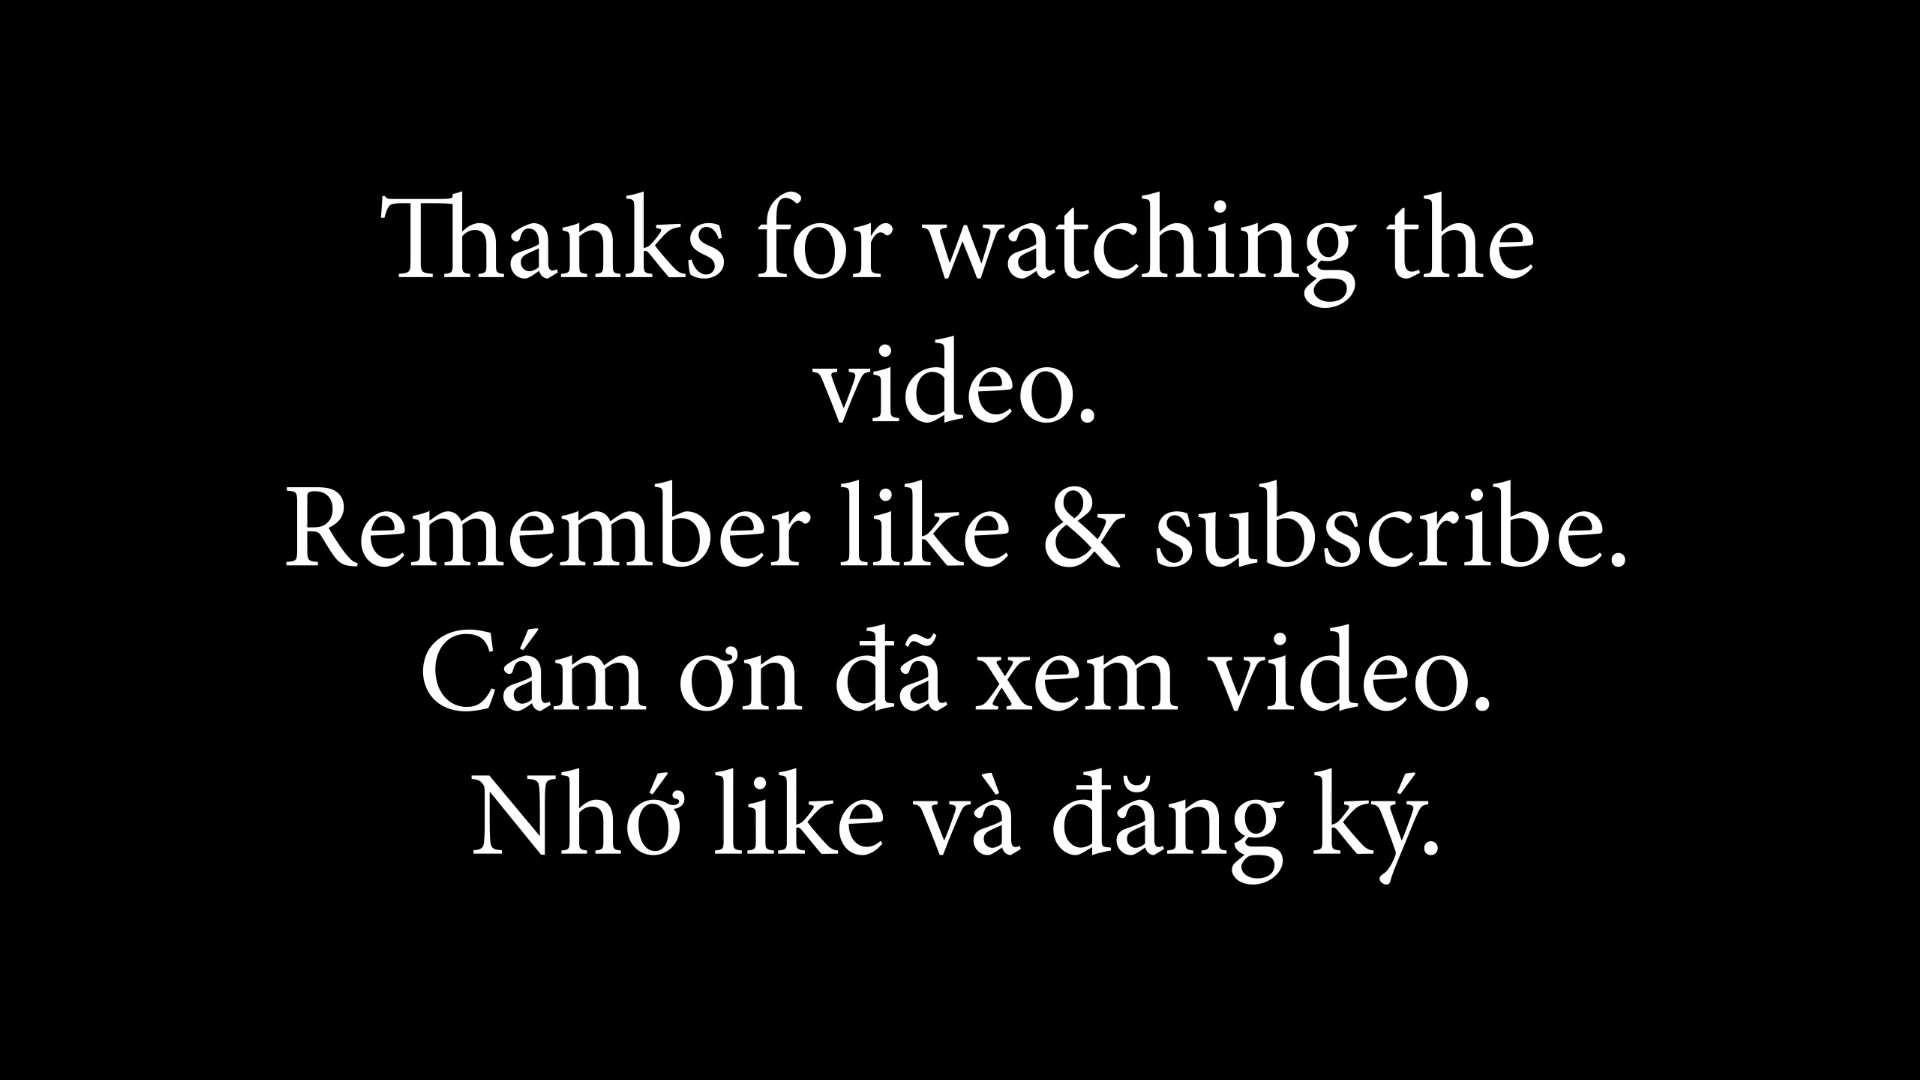 Thanks for watching the
video.
Remember like & subscribe.
Cám ơn đã xem video.
Nhớ like và đăng ký.